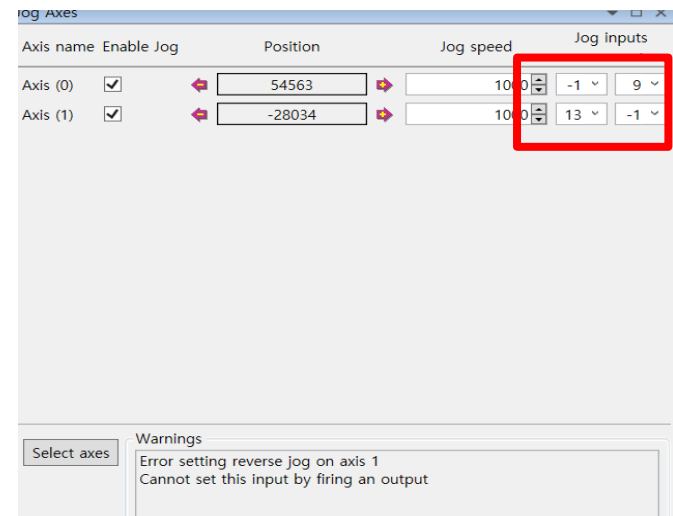 Jog Axes
Axis name Enable Jog Position Jog speed Jog inputs
Axis (0) 54563 1000 -1 9
Axis (1) -28034 1000 13 -1
Select axes
Warnings
Error setting reverse jog on axis 1
Cannot set this input by firing an output